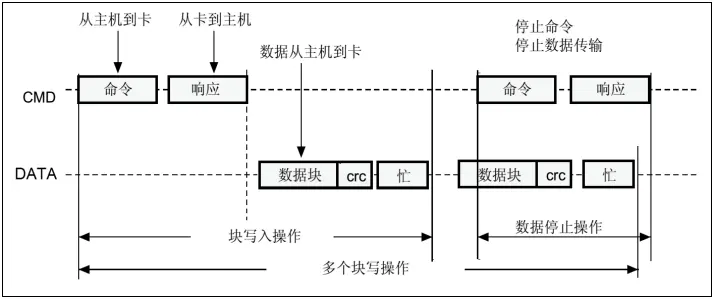 从主机到卡
从卡到主机
停止命令
停止数据传输
数据从主机到卡
CMD
命令
响应
命令
响应
DATA
数据块
crc
忙
数据块
crc
忙
块写入操作
数据停止操作
多个块写操作